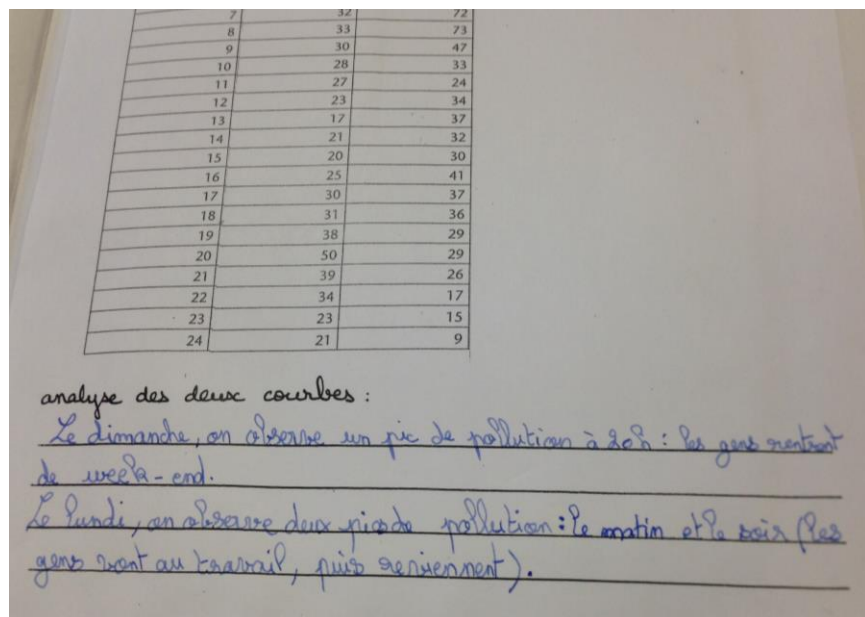 7 32 72
8 33 73
9 30 47
10 28 33
11 27 24
12 23 34
13 17 37
14 21 32
15 20 30
16 25 41
17 30 37
18 31 36
19 38 29
20 50 29
21 39 26
22 34 17
23 23 15
24 21 9
analyse des deux courbes :
Le dimanche, on observe un pic de pollution à 20h : les gens rentrent
de week-end.
Le lundi, on observe deux pics de pollution : le matin et le soir (les
gens vont au travail, puis reviennent).